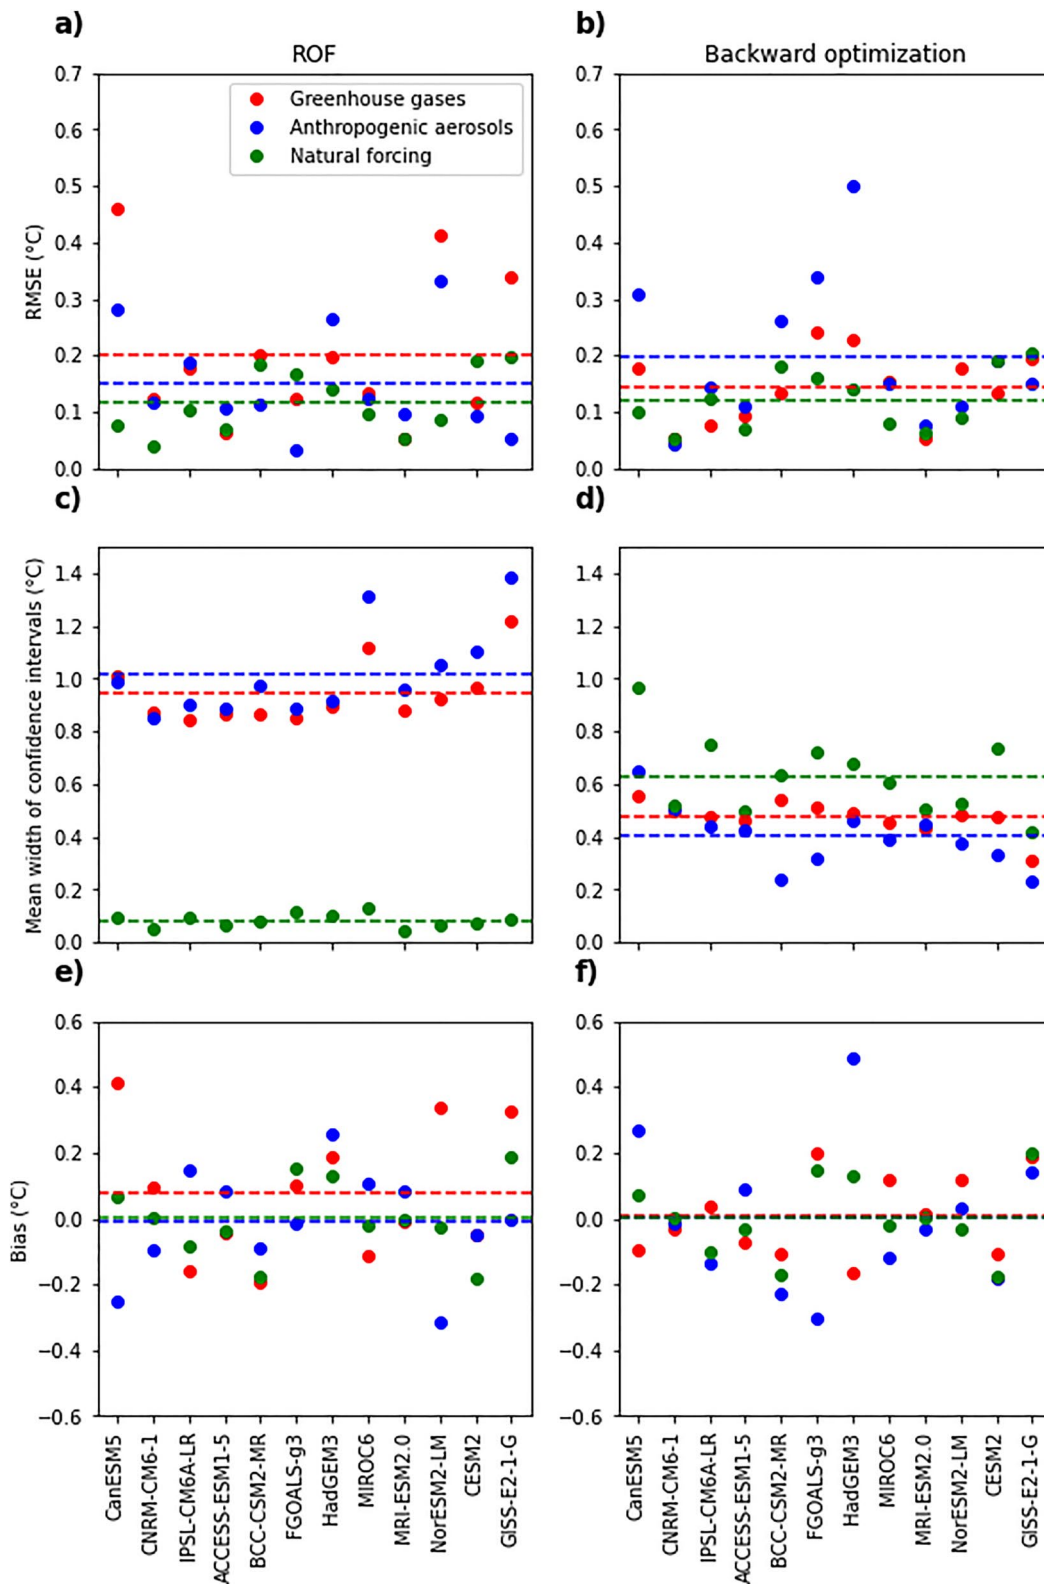 a)
b)
ROF
Backward optimization
0.7
0.6
0.5
0.4
0.3
0.2
0.1
0.0
RMSE (°C)
Greenhouse gases
Anthropogenic aerosols
Natural forcing
0.7
0.6
0.5
0.4
0.3
0.2
0.1
0.0
c)
d)
1.4
1.2
1.0
0.8
0.6
0.4
0.2
0.0
Mean width of confidence intervals (°C)
1.4
1.2
1.0
0.8
0.6
0.4
0.2
0.0
e)
f)
0.6
0.4
0.2
0.0
−0.2
−0.4
−0.6
Bias (°C)
0.6
0.4
0.2
0.0
−0.2
−0.4
−0.6
CanESM5
CNRM-CM6-1
IPSL-CM6A-LR
ACCESS-ESM1-5
BCC-CSM2-MR
FGOALS-g3
HadGEM3
MIROC6
MRI-ESM2.0
NorESM2-LM
CESM2
GISS-E2-1-G
CanESM5
CNRM-CM6-1
IPSL-CM6A-LR
ACCESS-ESM1-5
BCC-CSM2-MR
FGOALS-g3
HadGEM3
MIROC6
MRI-ESM2.0
NorESM2-LM
CESM2
GISS-E2-1-G